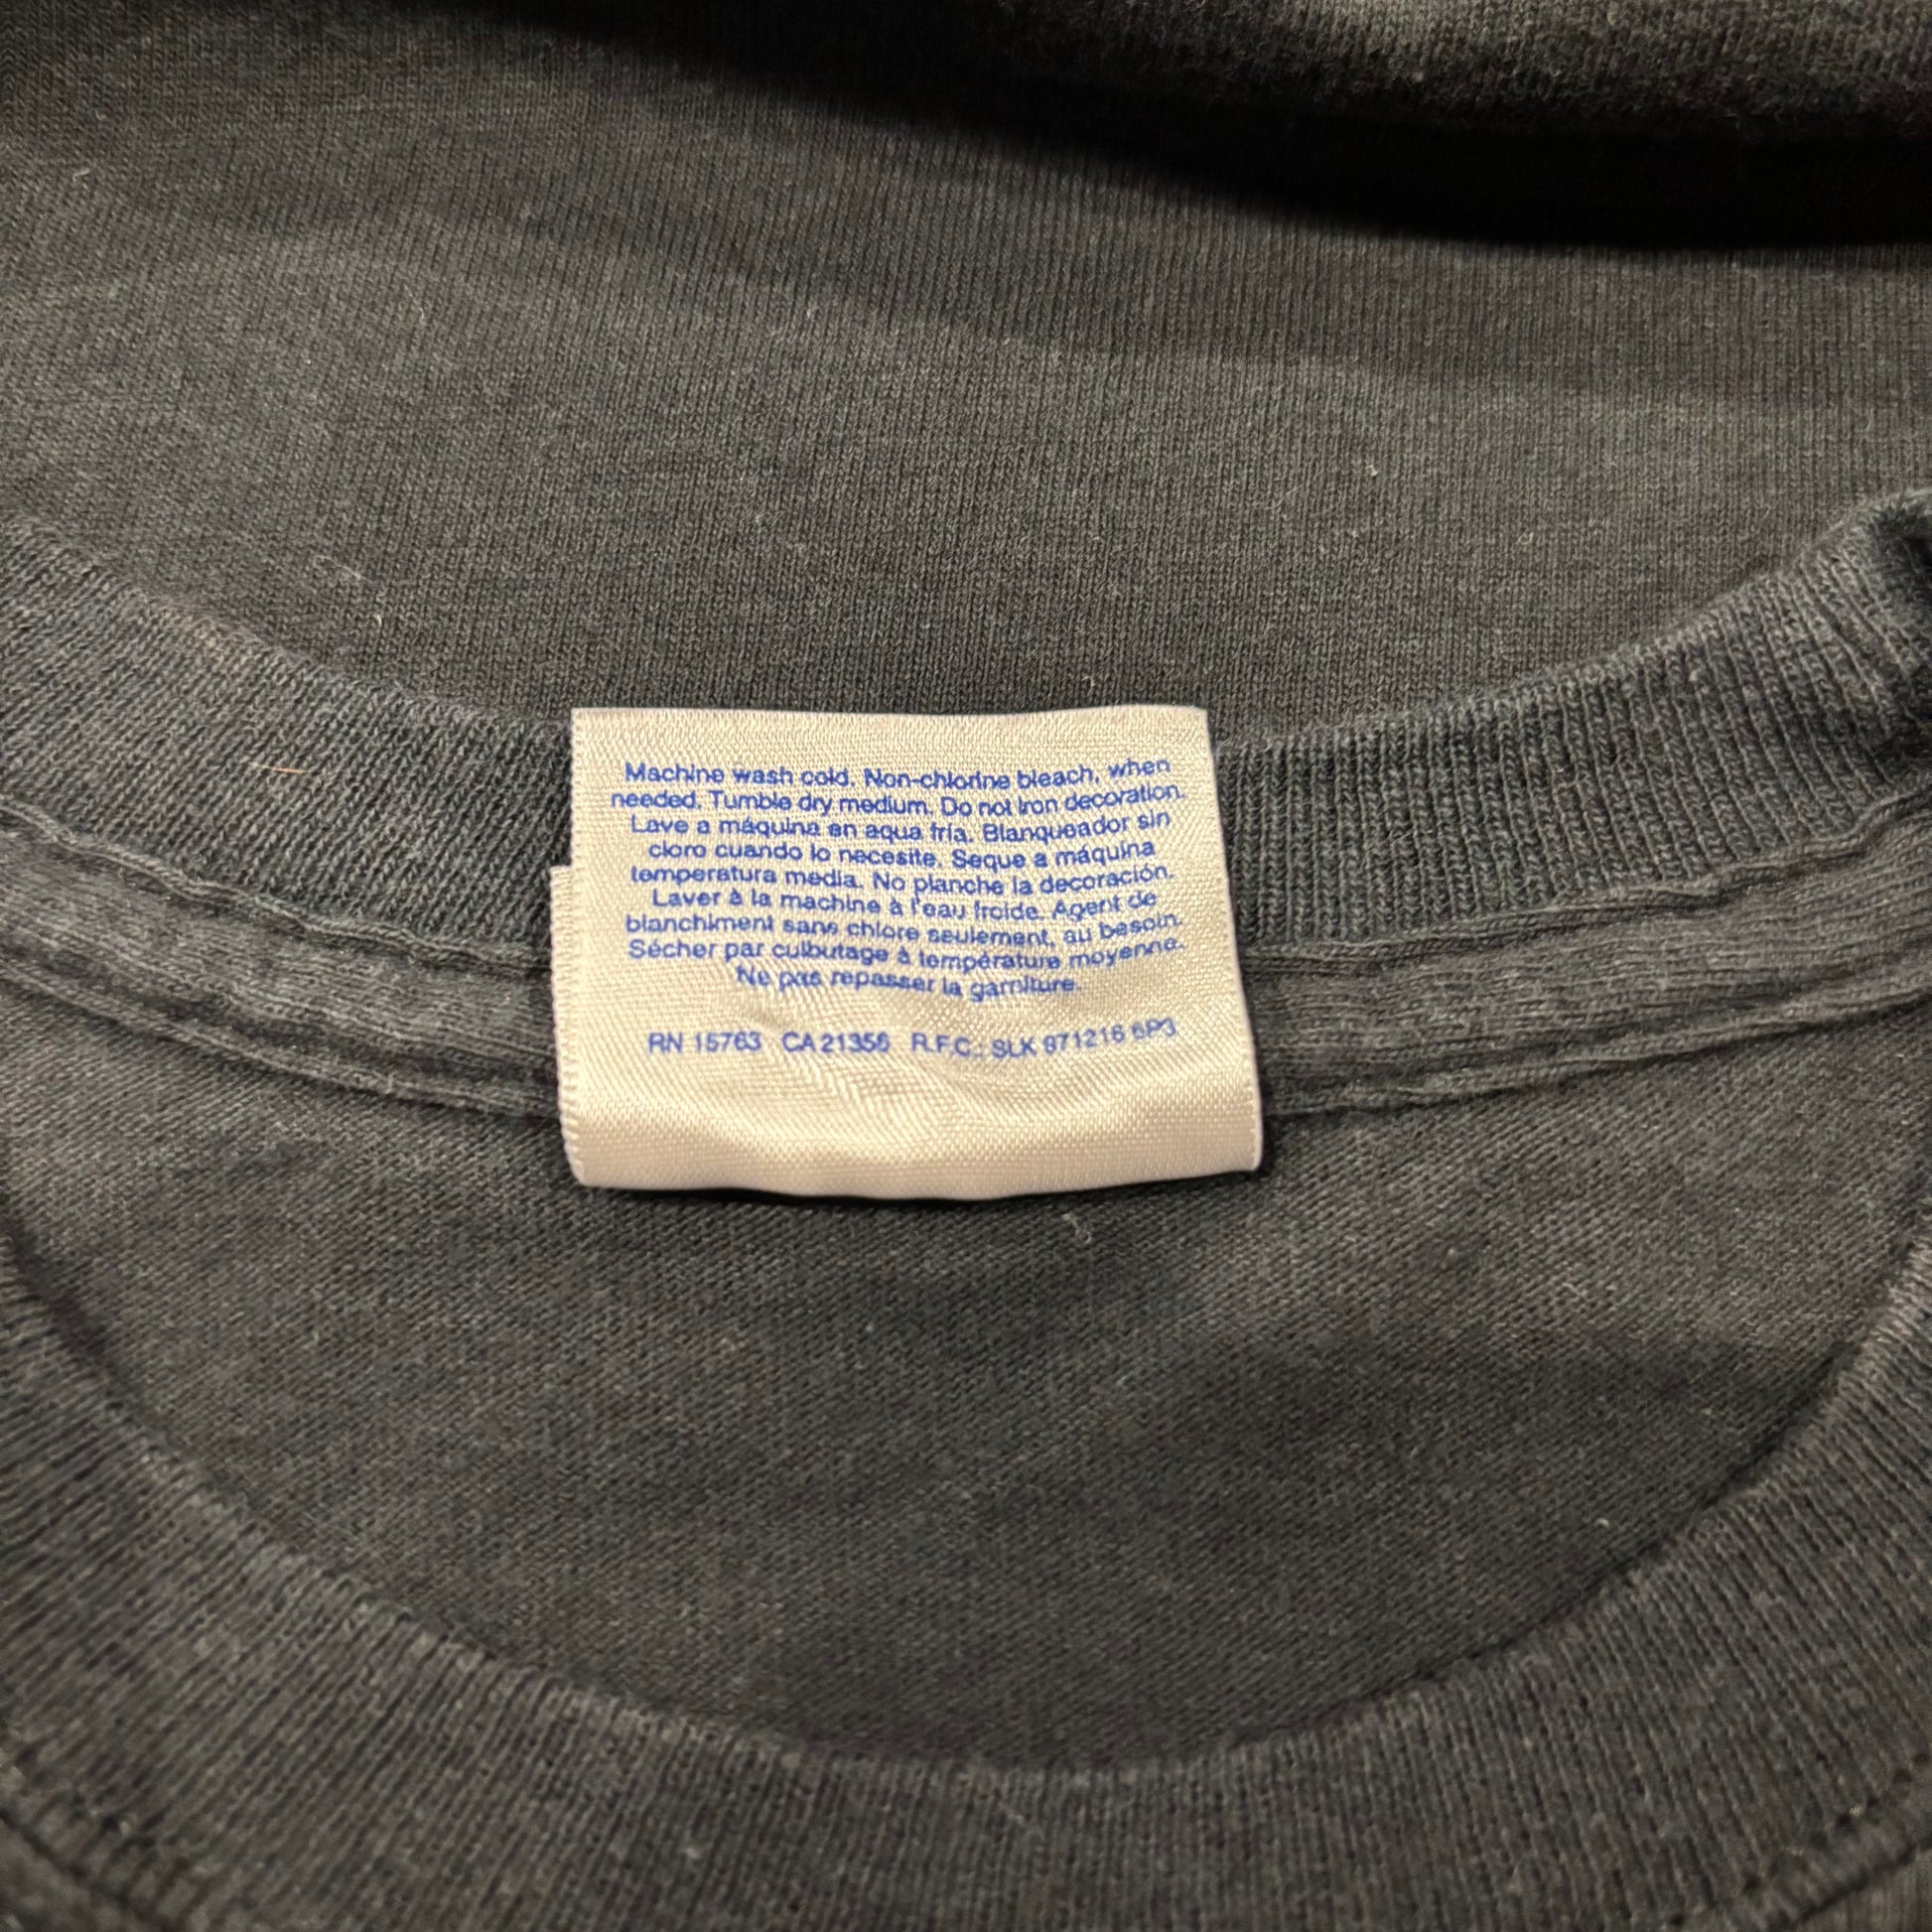 Machine wash cold. Non-chlorine bleach, when
needed. Tumble dry medium. Do not iron decoration.
Lave a máquina en aqua fría. Blanqueador sin
cloro cuando lo necesite. Seque a máquina
temperatura media. No planche la decoración.
Laver à la machine à l'eau froide. Agent de
blanchiment sans chlore seulement, au besoin.
Sécher par culbutage à température moyenne.
Ne pas repasser la garniture.
RN 15763 CA 21356 R.F.C.: SLK 971216 6P3